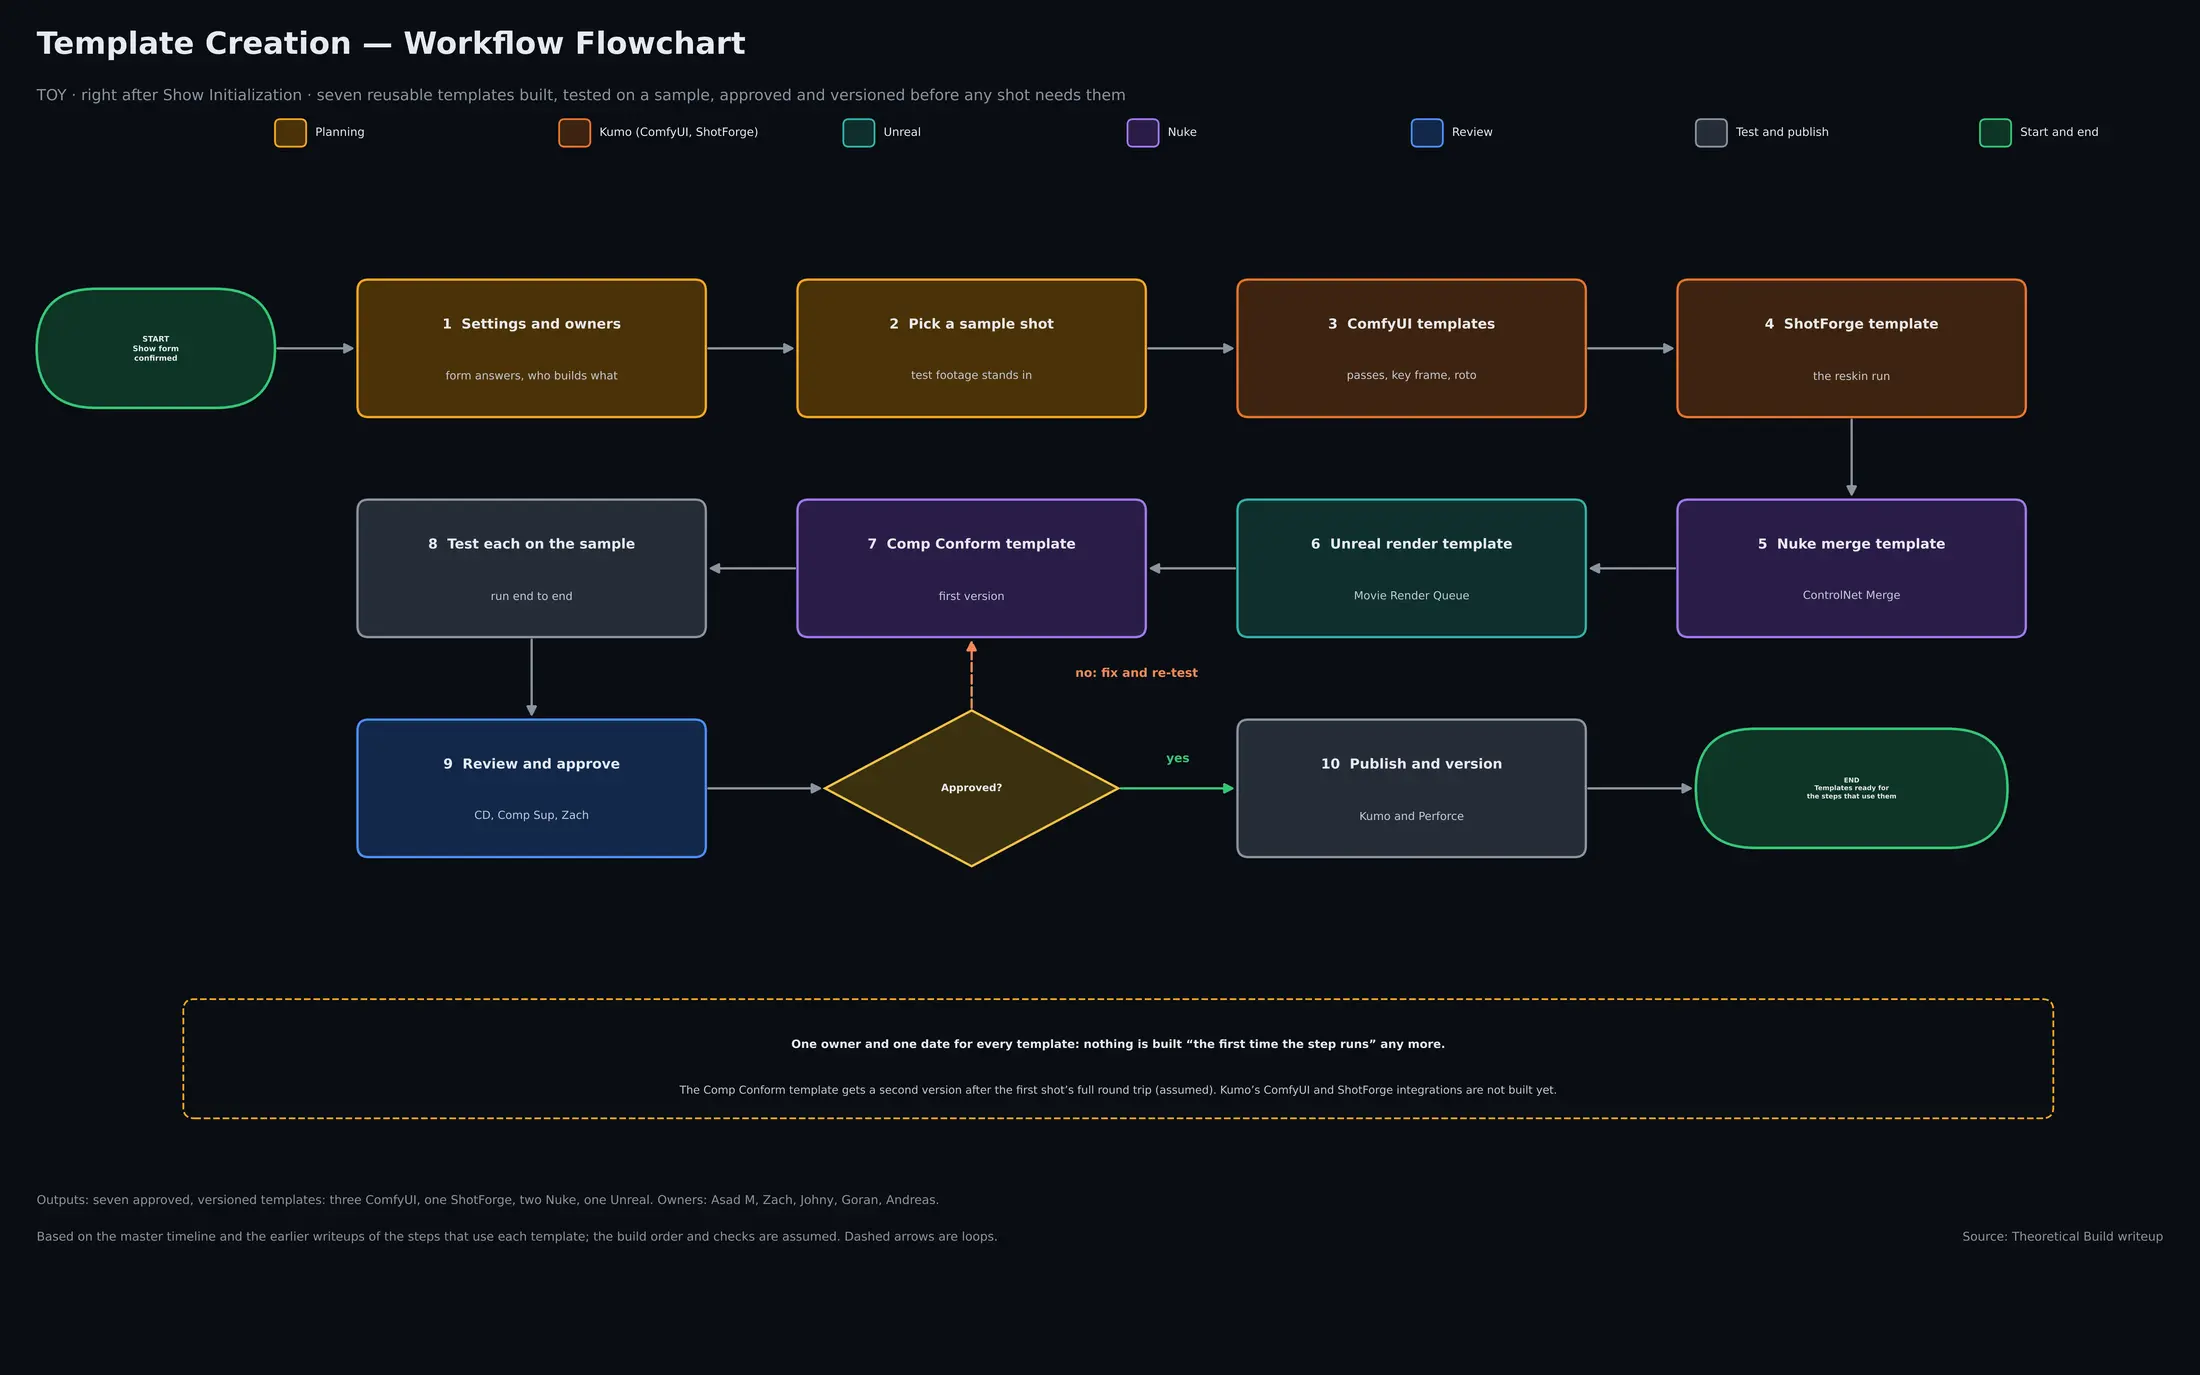 Template Creation — Workflow Flowchart
TOY · right after Show Initialization · seven reusable templates built, tested on a sample, approved and versioned before any shot needs them
Planning
Kumo (ComfyUI, ShotForge)
Unreal
Nuke
Review
Test and publish
Start and end
START
Show form
confirmed
1 Settings and owners
form answers, who builds what
2 Pick a sample shot
test footage stands in
3 ComfyUI templates
passes, key frame, roto
4 ShotForge template
the reskin run
8 Test each on the sample
run end to end
7 Comp Conform template
first version
6 Unreal render template
Movie Render Queue
5 Nuke merge template
ControlNet Merge
no: fix and re-test
9 Review and approve
CD, Comp Sup, Zach
Approved?
yes
10 Publish and version
Kumo and Perforce
END
Templates ready for
the steps that use them
One owner and one date for every template: nothing is built “the first time the step runs” any more.
The Comp Conform template gets a second version after the first shot’s full round trip (assumed). Kumo’s ComfyUI and ShotForge integrations are not built yet.
Outputs: seven approved, versioned templates: three ComfyUI, one ShotForge, two Nuke, one Unreal. Owners: Asad M, Zach, Johny, Goran, Andreas.
Based on the master timeline and the earlier writeups of the steps that use each template; the build order and checks are assumed. Dashed arrows are loops.
Source: Theoretical Build writeup